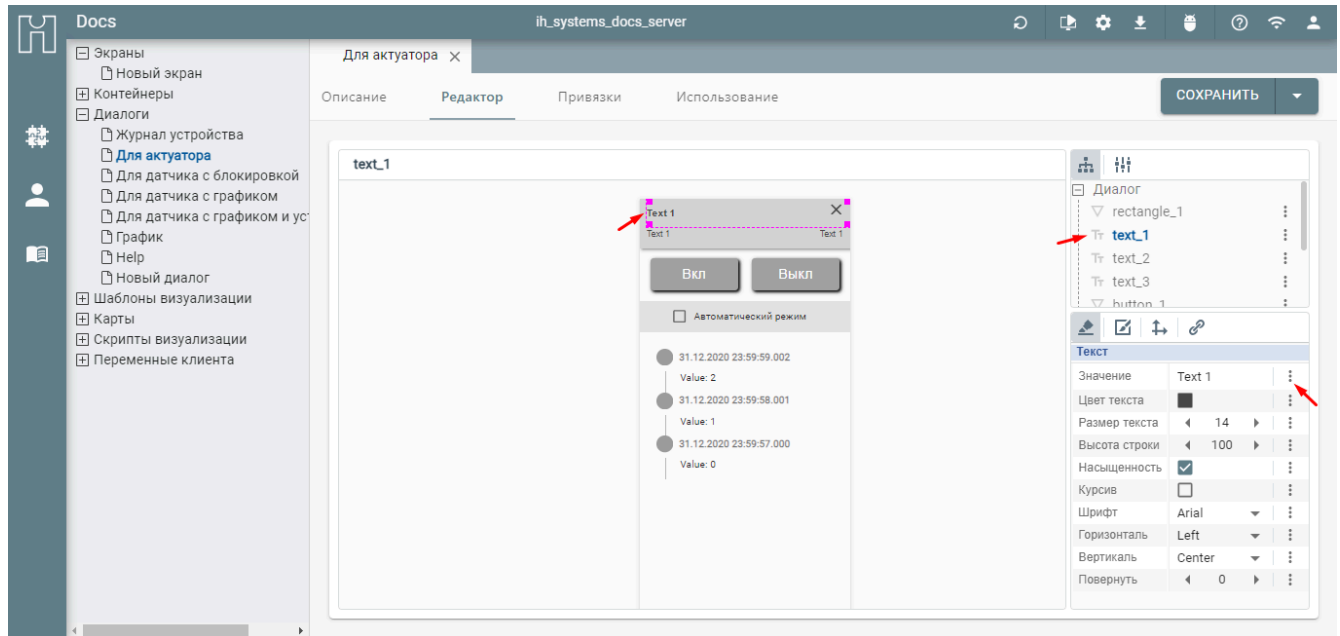 Docs
ih_systems_docs_server
Экраны
Новый экран
Контейнеры
Диалоги
Журнал устройства
Для актуатора
Для датчика с блокировкой
Для датчика с графиком
Для датчика с графиком и ус
График
Help
Новый диалог
Шаблоны визуализации
Карты
Скрипты визуализации
Переменные клиента
Для актуатора
Описание Редактор Привязки Использование
СОХРАНИТЬ
text_1
Text 1
Text 1 Text 1
Вкл Выкл
Автоматический режим
31.12.2020 23:59:59.002
Value: 2
31.12.2020 23:59:58.001
Value: 1
31.12.2020 23:59:57.000
Value: 0
Диалог
rectangle_1
Тт text_1
Тт text_2
Тт text_3
button_1
Текст
Значение Text 1
Цвет текста
Размер текста 14
Высота строки 100
Насыщенность
Курсив
Шрифт Arial
Горизонталь Left
Вертикаль Center
Повернуть 0